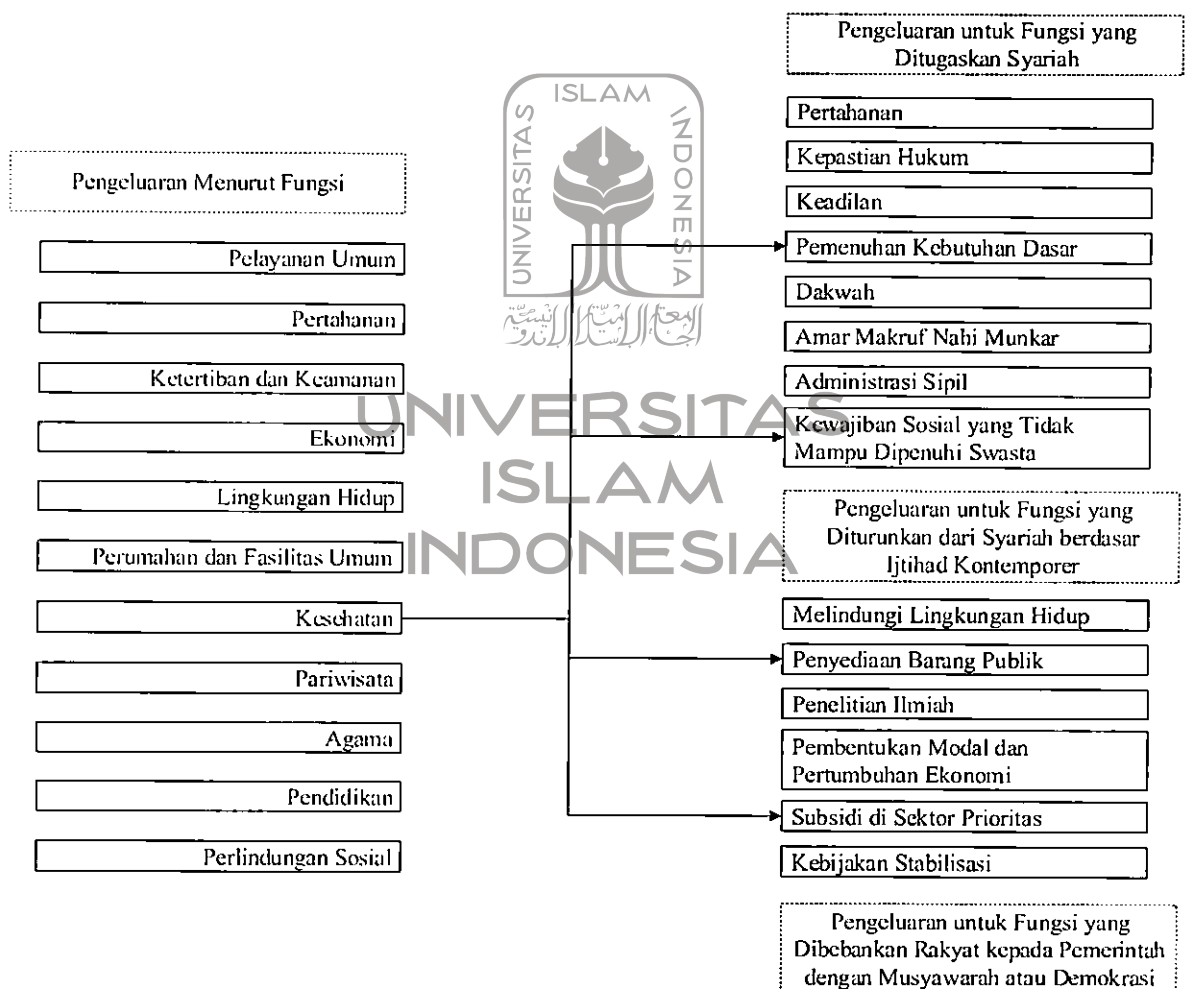 Pengeluaran Menurut Fungsi
Pelayanan Umum
Pertahanan
Ketertiban dan Keamanan
Ekonomi
Lingkungan Hidup
Perumahan dan Fasilitas Umum
Kesehatan
Pariwisata
Agama
Pendidikan
Perlindungan Sosial
UNIVERSITAS
ISLAM
INDONESIA
UNIVERSITAS
ISLAM
INDONESIA
Pengeluaran untuk Fungsi yang
Ditugaskan Syariah
Pertahanan
Kepastian Hukum
Keadilan
Pemenuhan Kebutuhan Dasar
Dakwah
Amar Makruf Nahi Munkar
Administrasi Sipil
Kewajiban Sosial yang Tidak
Mampu Dipenuhi Swasta
Pengeluaran untuk Fungsi yang
Diturunkan dari Syariah berdasar
Ijtihad Kontemporer
Melindungi Lingkungan Hidup
Penyediaan Barang Publik
Penelitian Ilmiah
Pembentukan Modal dan
Pertumbuhan Ekonomi
Subsidi di Sektor Prioritas
Kebijakan Stabilisasi
Pengeluaran untuk Fungsi yang
Dibebankan Rakyat kepada Pemerintah
dengan Musyawarah atau Demokrasi